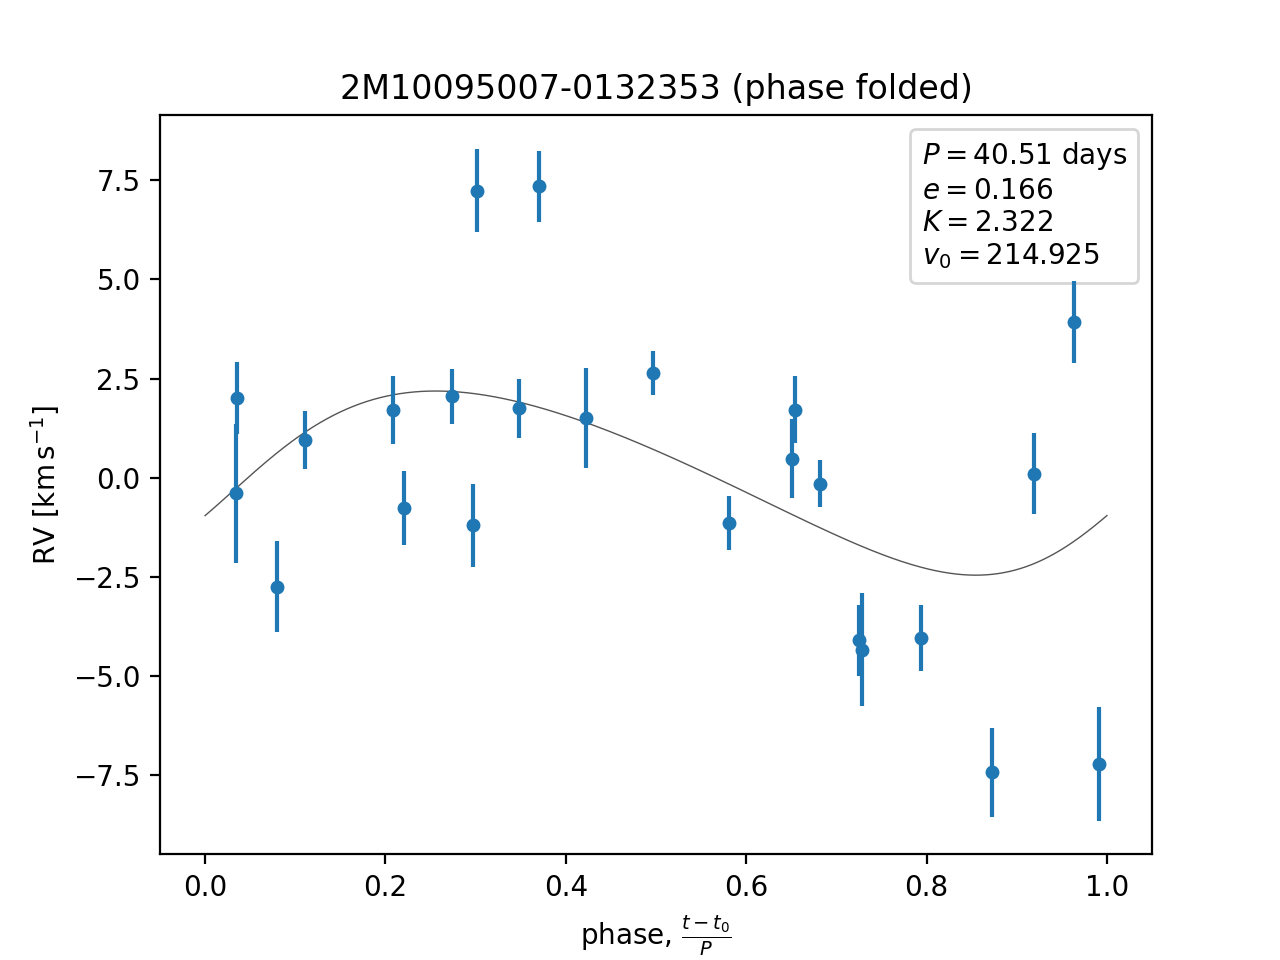 2M10095007-0132353 (phase folded)
P = 40.51 days
e = 0.166
K = 2.322
v₀ = 214.925
RV [km s⁻¹]
7.5
5.0
2.5
0.0
−2.5
−5.0
−7.5
0.0 0.2 0.4 0.6 0.8 1.0
phase, (t − t₀)/P